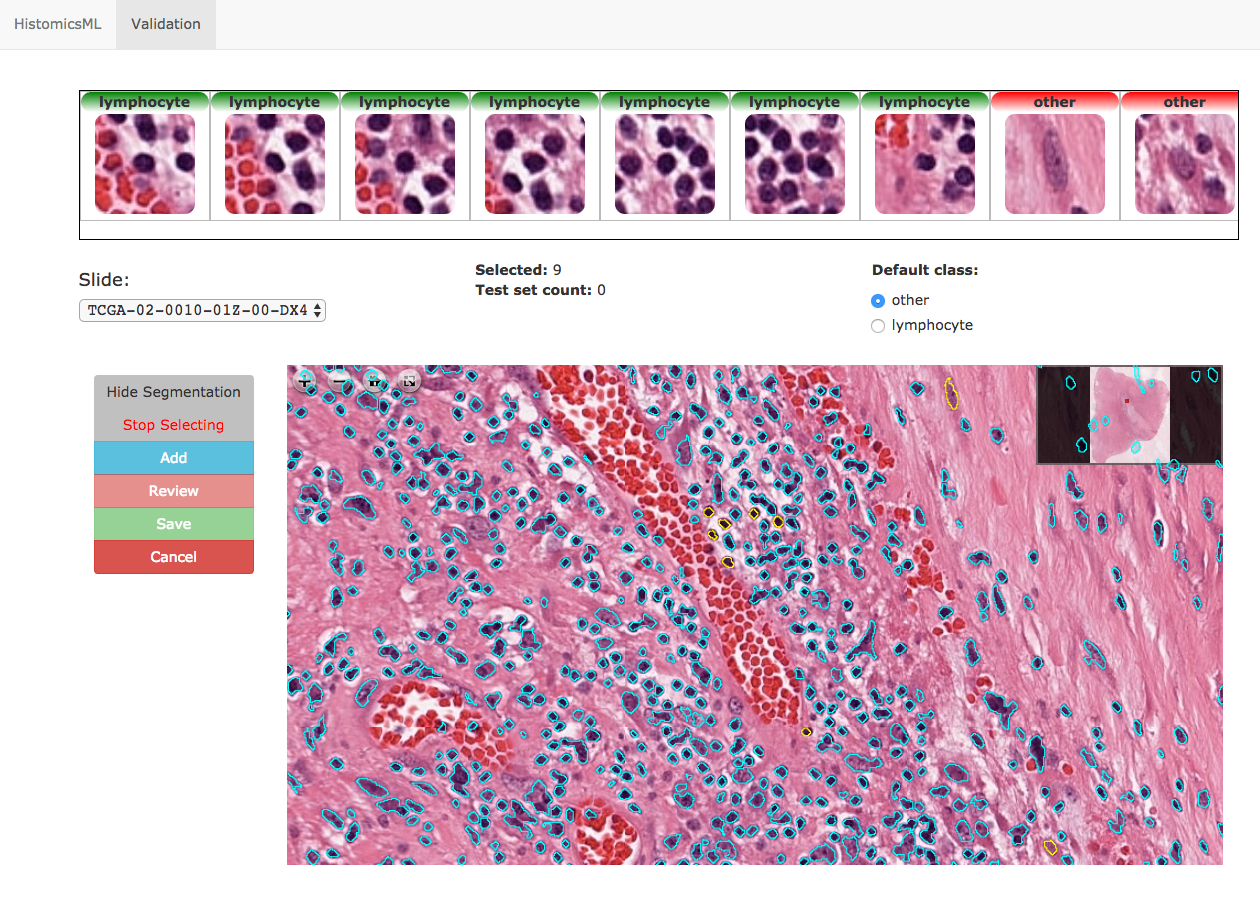 HistomicsML Validation
lymphocyte lymphocyte lymphocyte lymphocyte lymphocyte lymphocyte lymphocyte other other
Slide:
TCGA-02-0010-01Z-00-DX4
Selected: 9
Test set count: 0
Default class:
other
lymphocyte
Hide Segmentation
Stop Selecting
Add
Review
Save
Cancel